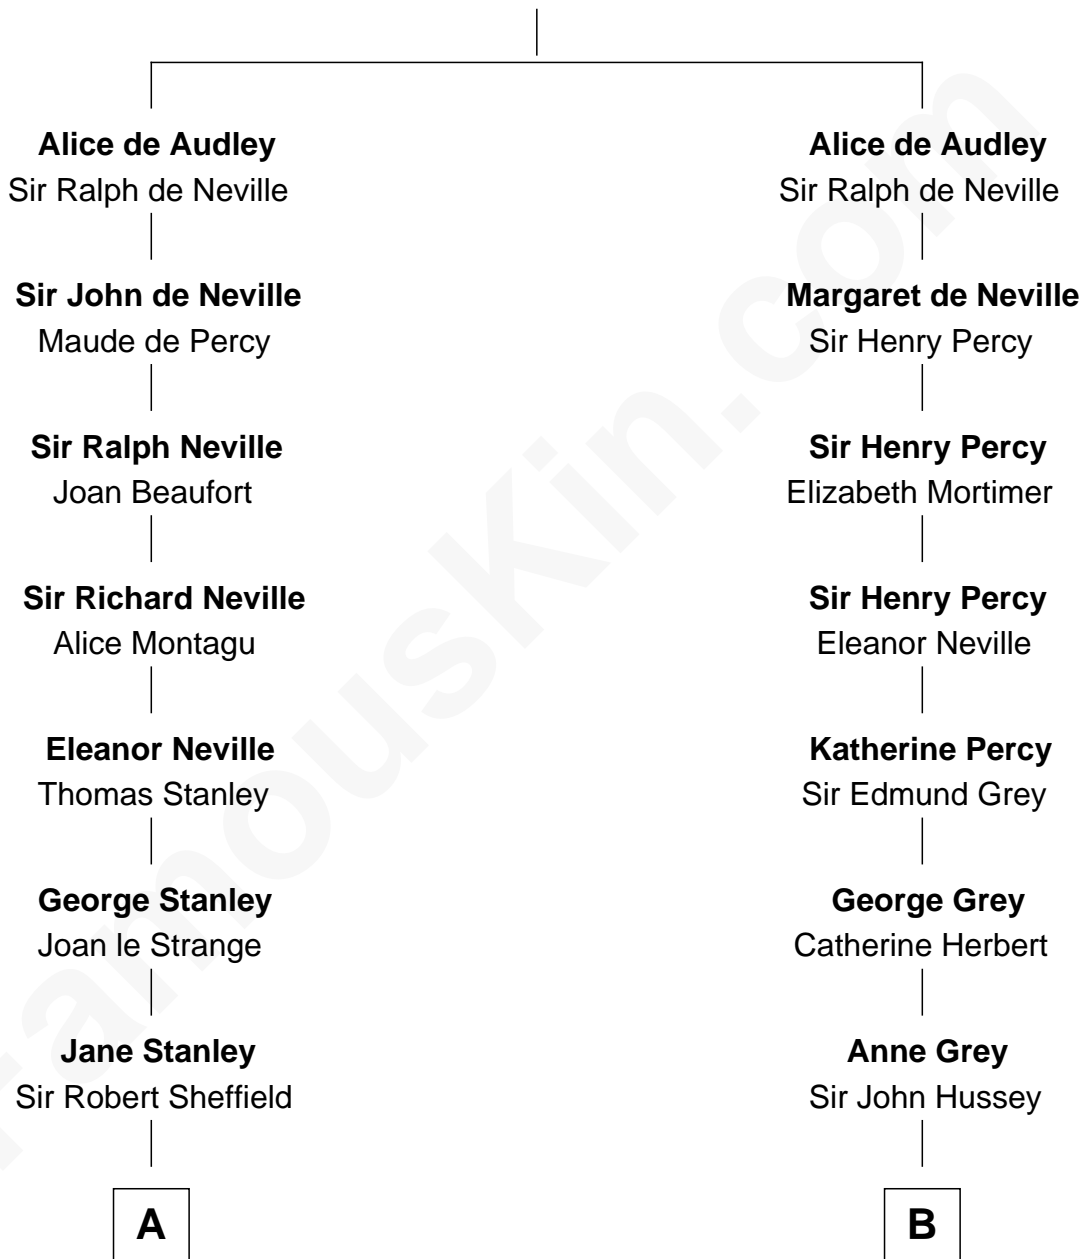 Alice de Audley
Sir Ralph de Neville
Sir John de Neville
Maude de Percy
Sir Ralph Neville
Joan Beaufort
Sir Richard Neville
Alice Montagu
Eleanor Neville
Thomas Stanley
George Stanley
Joan le Strange
Jane Stanley
Sir Robert Sheffield
A
Alice de Audley
Sir Ralph de Neville
Margaret de Neville
Sir Henry Percy
Sir Henry Percy
Elizabeth Mortimer
Sir Henry Percy
Eleanor Neville
Katherine Percy
Sir Edmund Grey
George Grey
Catherine Herbert
Anne Grey
Sir John Hussey
B
FamousKin.com